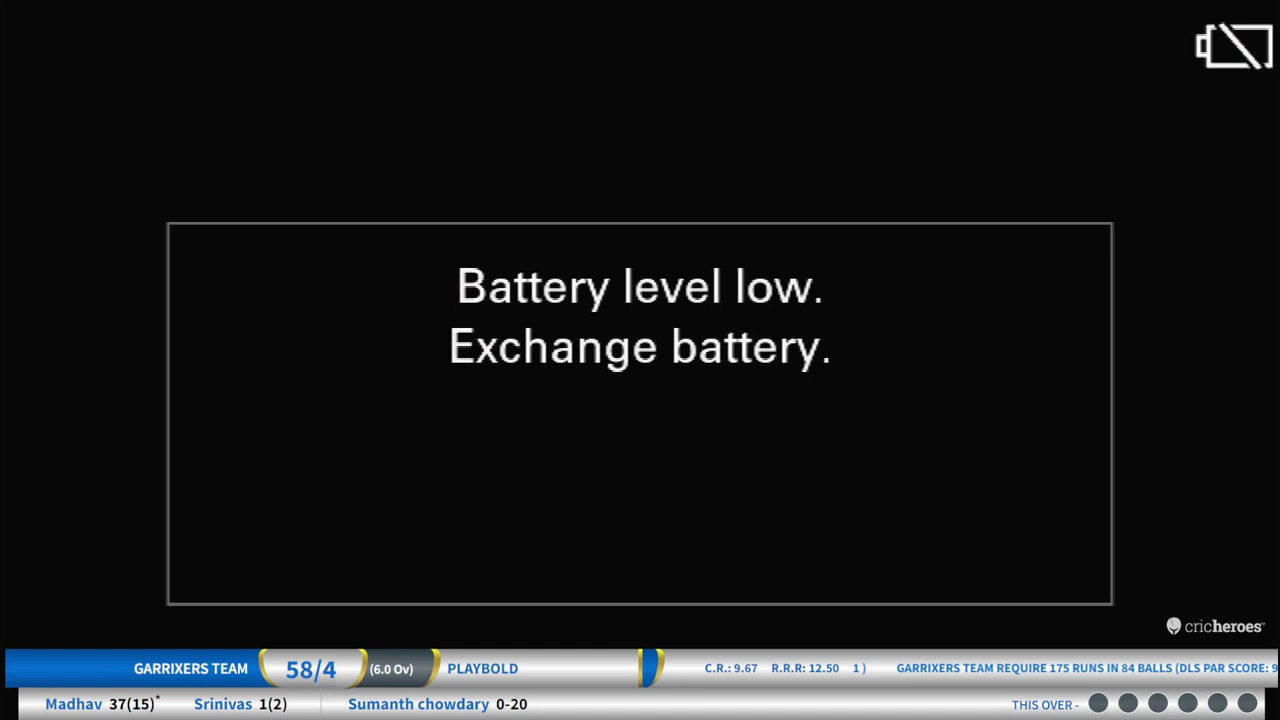 Battery level low.
Exchange battery.
cricheroes
GARRIXERS TEAM 58/4 (6.0 Ov) PLAYBOLD C.R.: 9.67 R.R.R: 12.50 1 ) GARRIXERS TEAM REQUIRE 175 RUNS IN 84 BALLS (DLS PAR SCORE: 9
Madhav 37(15)* Srinivas 1(2) Sumanth chowdary 0-20 THIS OVER -